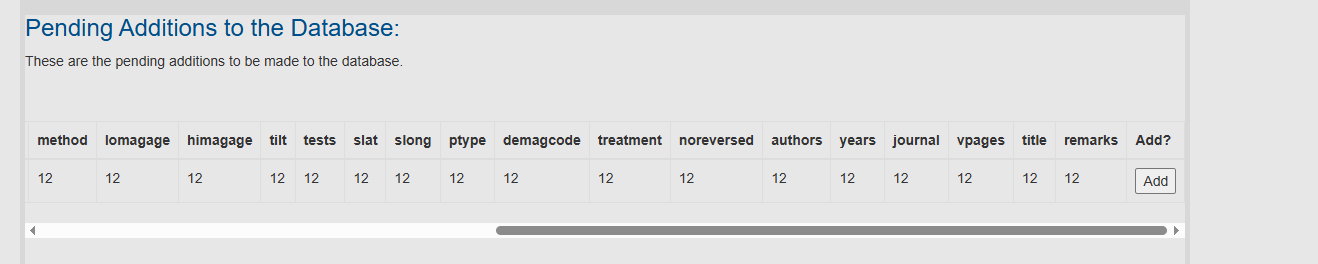 Pending Additions to the Database:
These are the pending additions to be made to the database.
method lomagage himagage tilt tests slat slong ptype demagcode treatment noreversed authors years journal vpages title remarks Add?
12 12 12 12 12 12 12 12 12 12 12 12 12 12 12 12 12 Add